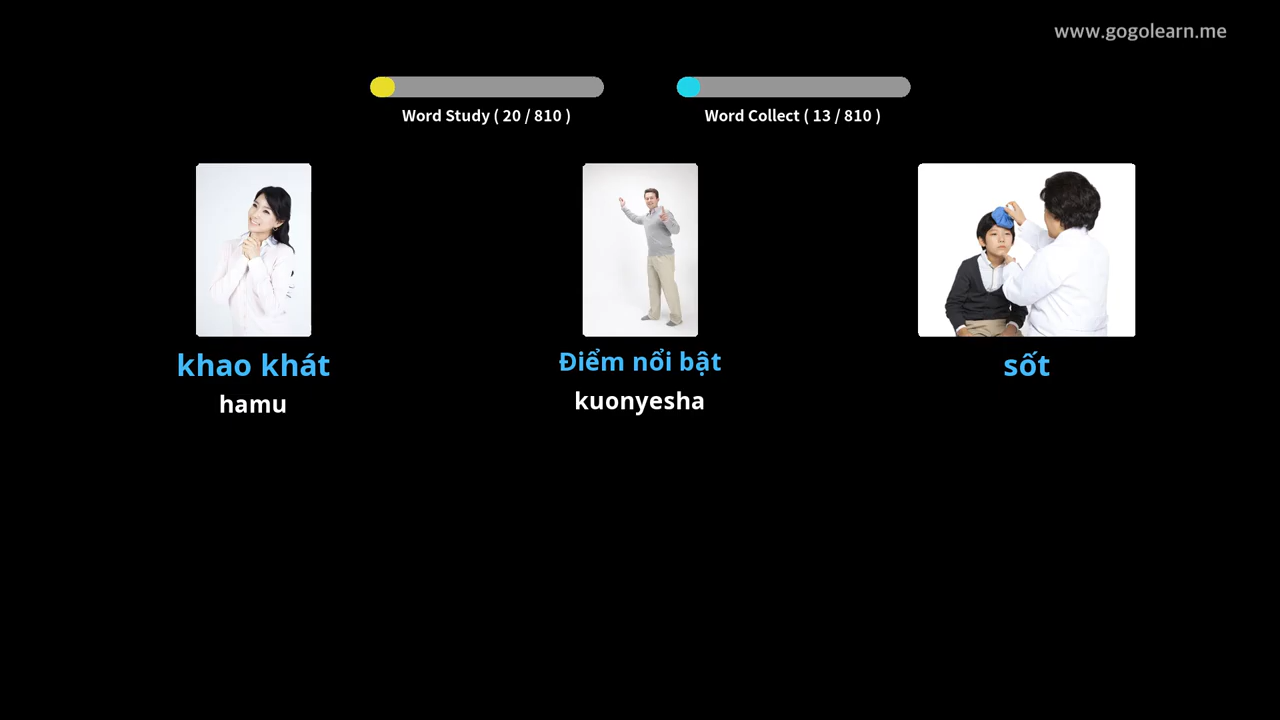 www.gogolearn.me
Word Study ( 20 / 810 )
Word Collect ( 13 / 810 )
khao khát
hamu
Điểm nổi bật
kuonyesha
sốt